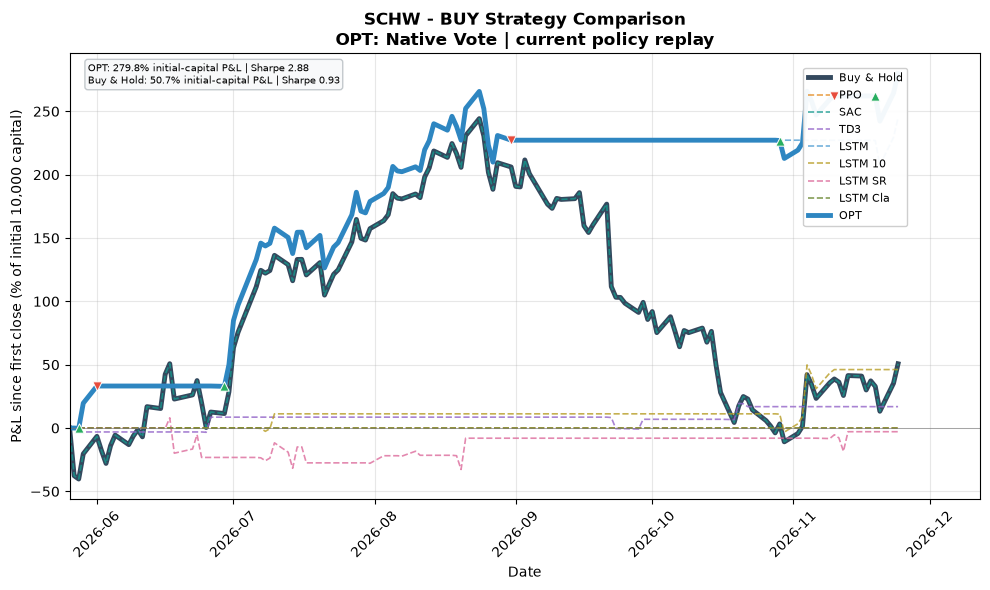 SCHW - BUY Strategy Comparison
OPT: Native Vote | current policy replay
OPT: 279.8% initial-capital P&L | Sharpe 2.88
Buy & Hold: 50.7% initial-capital P&L | Sharpe 0.93
Buy & Hold
PPO
SAC
TD3
LSTM
LSTM 10
LSTM SR
LSTM Cla
OPT
P&L since first close (% of initial 10,000 capital)
250
200
150
100
50
0
−50
2026-06
2026-07
2026-08
2026-09
2026-10
2026-11
2026-12
Date